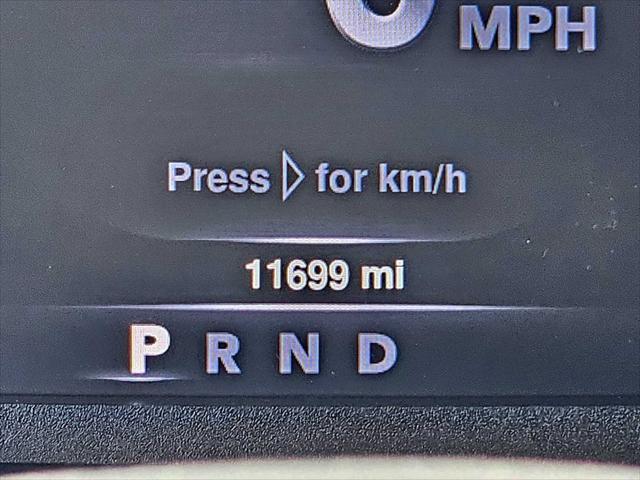 MPH
Press ▷ for km/h
11699 mi
P R N D